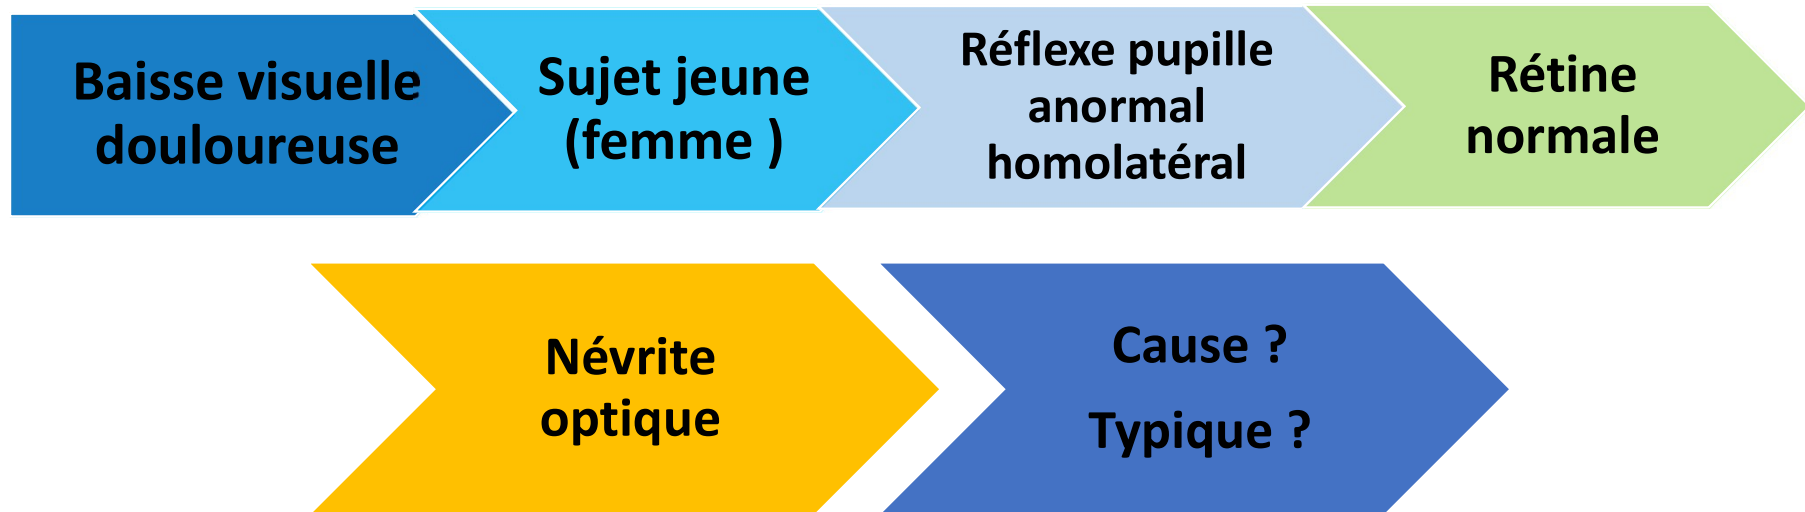 Baisse visuelle
douloureuse
Sujet jeune
(femme )
Réflexe pupille
anormal
homolatéral
Rétine
normale
Névrite
optique
Cause ?
Typique ?